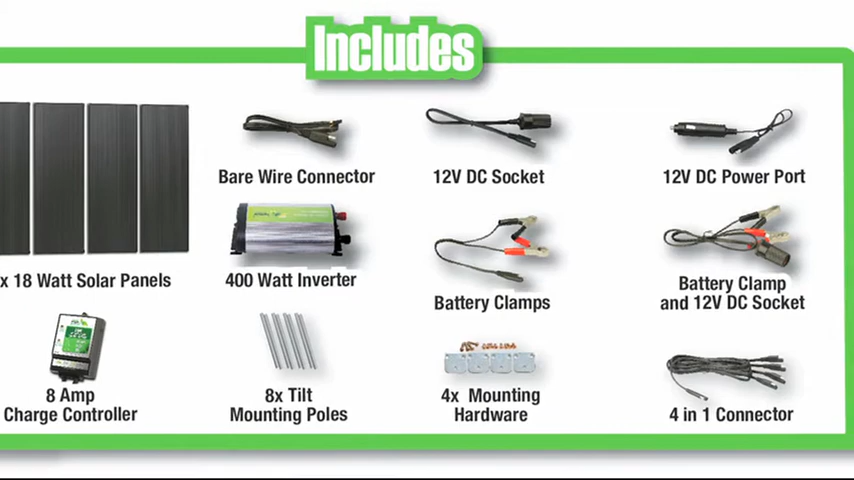 Includes
Bare Wire Connector
12V DC Socket
12V DC Power Port
x 18 Watt Solar Panels
400 Watt Inverter
Battery Clamps
Battery Clamp
and 12V DC Socket
8 Amp
Charge Controller
8x Tilt
Mounting Poles
4x Mounting
Hardware
4 in 1 Connector